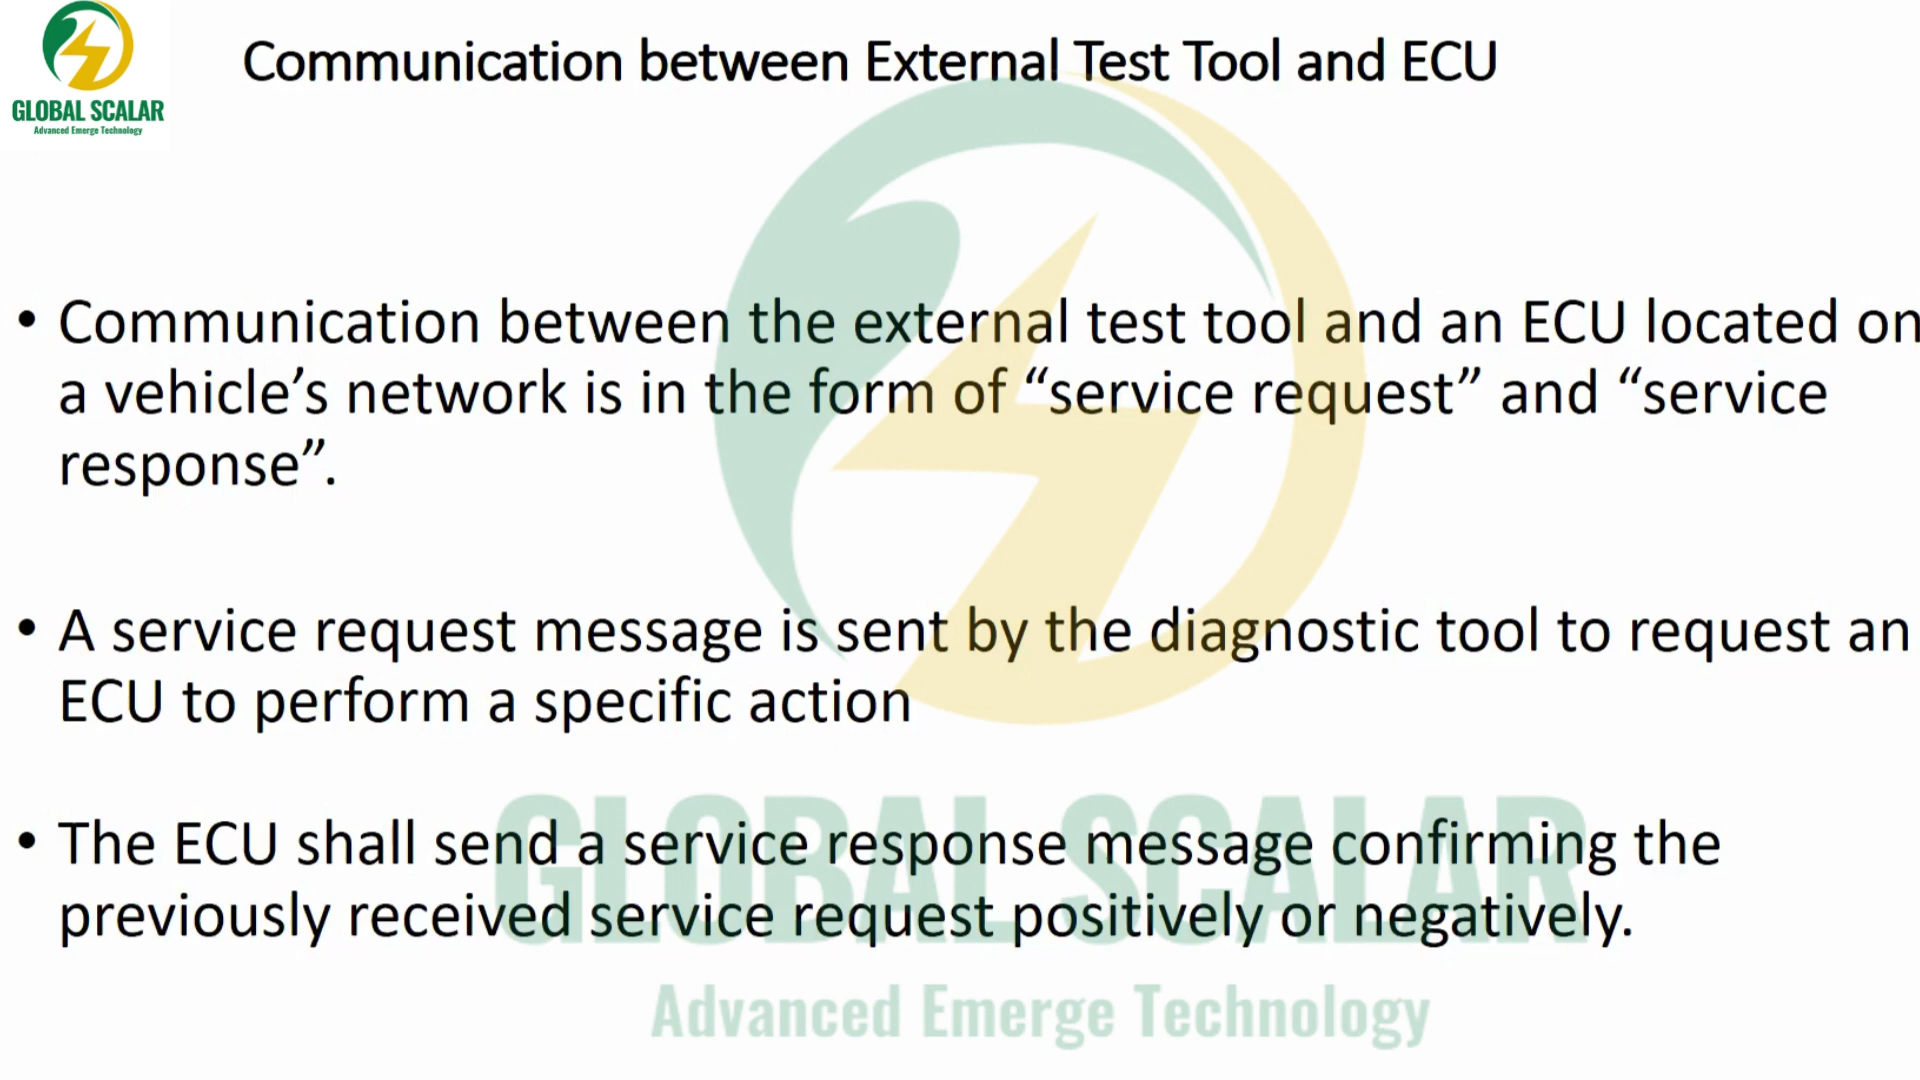 GLOBAL SCALAR
Advanced Emerge Technology
Communication between External Test Tool and ECU
• Communication between the external test tool and an ECU located on
a vehicle’s network is in the form of “service request” and “service
response”.
• A service request message is sent by the diagnostic tool to request an
ECU to perform a specific action
• The ECU shall send a service response message confirming the
previously received service request positively or negatively.
GLOBAL SCALAR
Advanced Emerge Technology